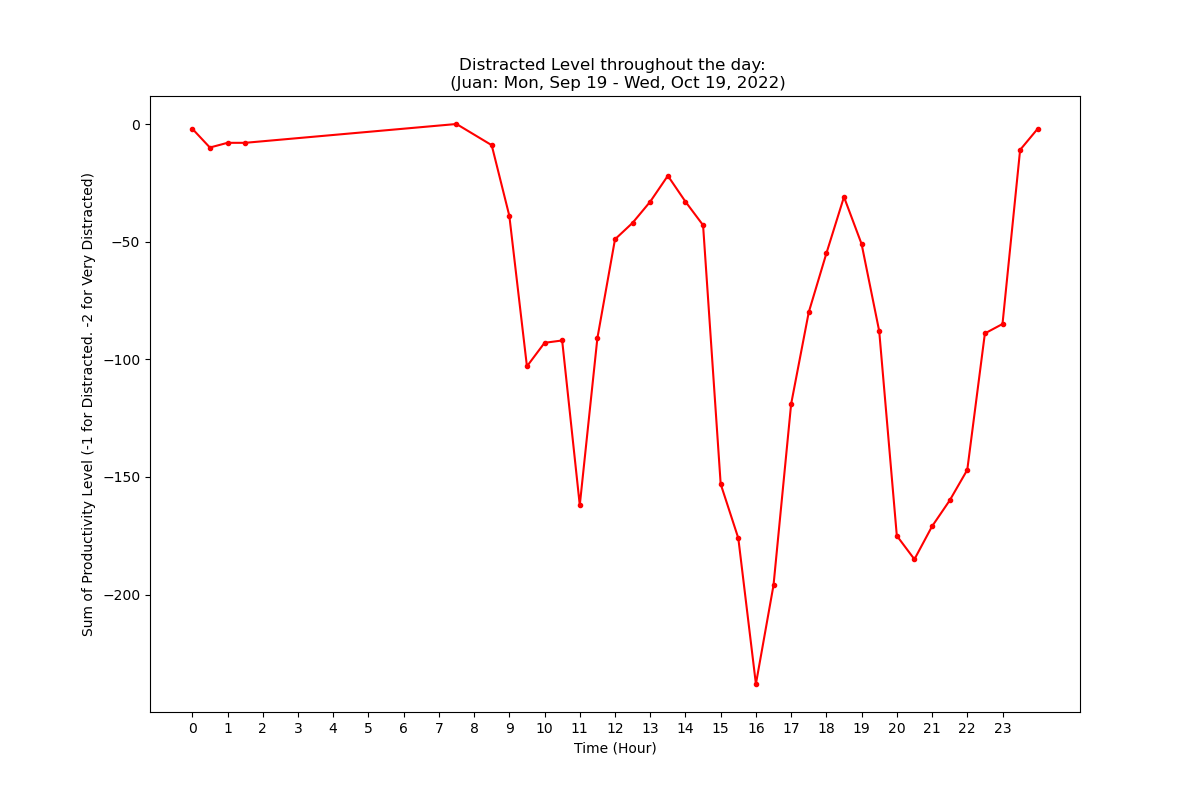 Distracted Level throughout the day:
(Juan: Mon, Sep 19 - Wed, Oct 19, 2022)
Sum of Productivity Level (-1 for Distracted. -2 for Very Distracted)
0
−50
−100
−150
−200
0 1 2 3 4 5 6 7 8 9 10 11 12 13 14 15 16 17 18 19 20 21 22 23
Time (Hour)